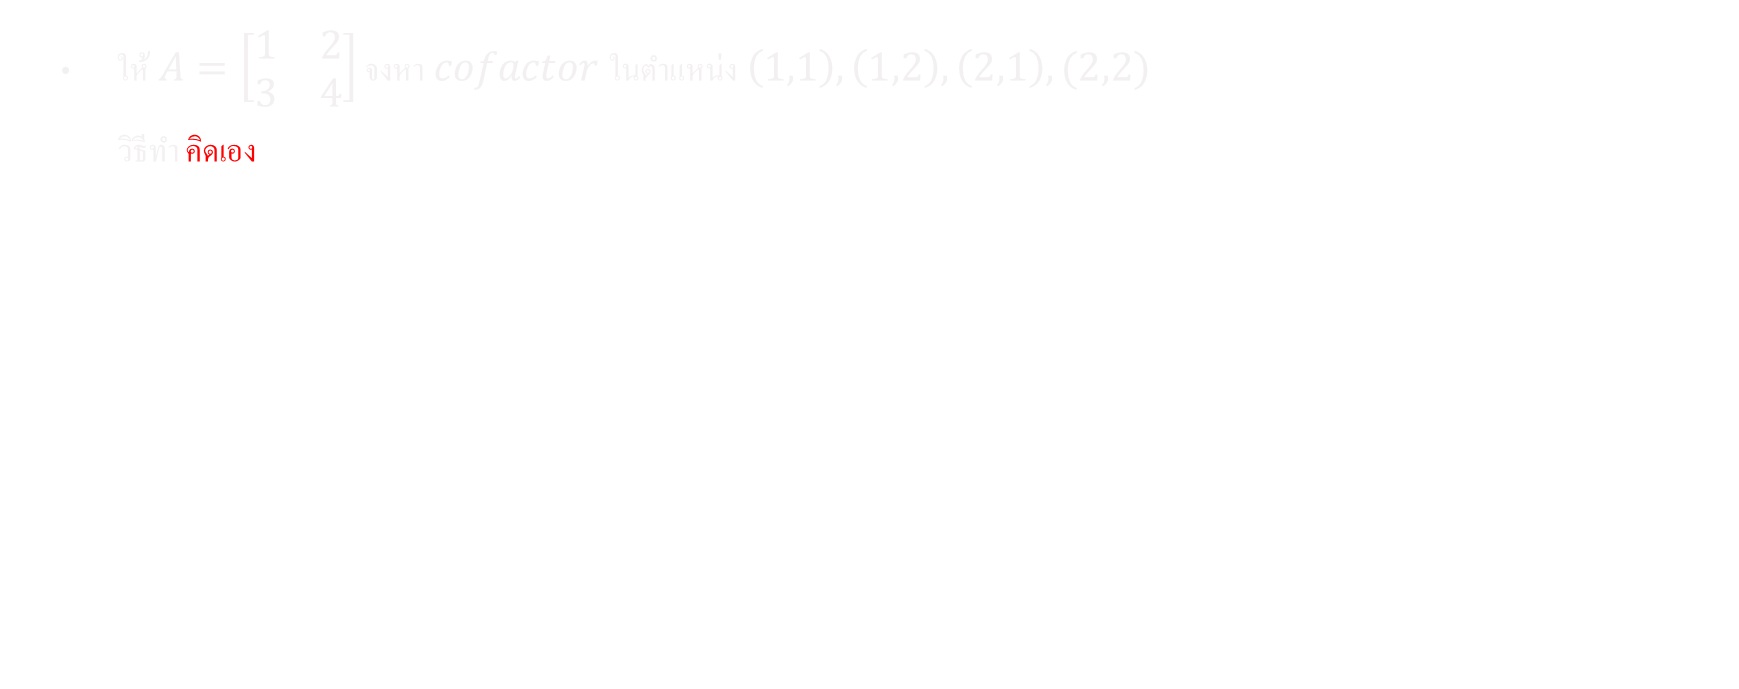 • ให้ A = [1 2 3 4] จงหา cofactor ในตำแหน่ง (1,1), (1,2), (2,1), (2,2)
วิธีทำ คิดเอง